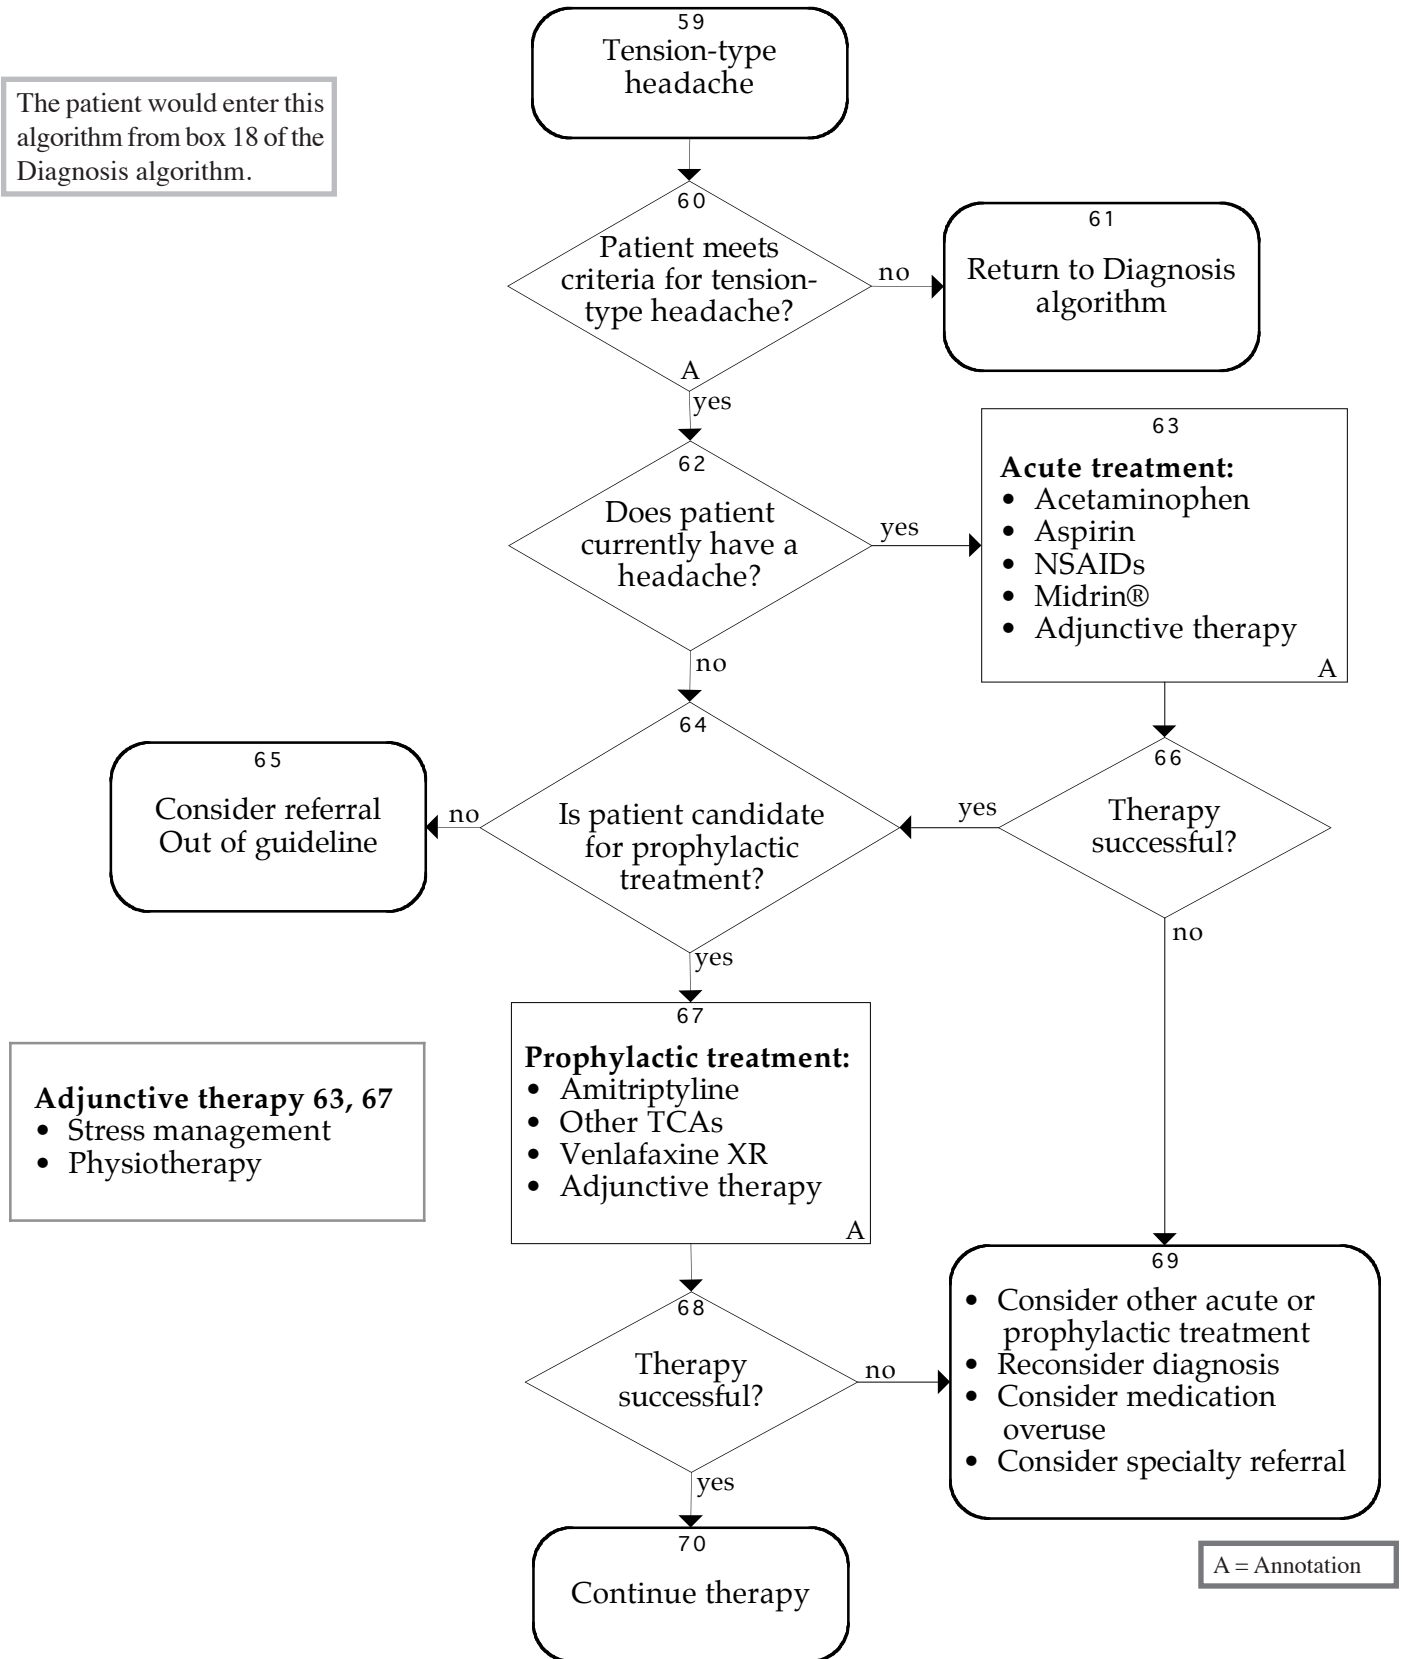 59
Tension-type
headache
The patient would enter this
algorithm from box 18 of the
Diagnosis algorithm.
60
Patient meets
criteria for tension-
type headache?
A
no
61
Return to Diagnosis
algorithm
yes
62
Does patient
currently have a
headache?
yes
63
Acute treatment:
• Acetaminophen
• Aspirin
• NSAIDs
• Midrin®
• Adjunctive therapy
A
no
64
Is patient candidate
for prophylactic
treatment?
no
65
Consider referral
Out of guideline
66
Therapy
successful?
yes
no
yes
67
Prophylactic treatment:
• Amitriptyline
• Other TCAs
• Venlafaxine XR
• Adjunctive therapy
A
Adjunctive therapy 63, 67
• Stress management
• Physiotherapy
68
Therapy
successful?
no
69
• Consider other acute or
prophylactic treatment
• Reconsider diagnosis
• Consider medication
overuse
• Consider specialty referral
yes
70
Continue therapy
A = Annotation